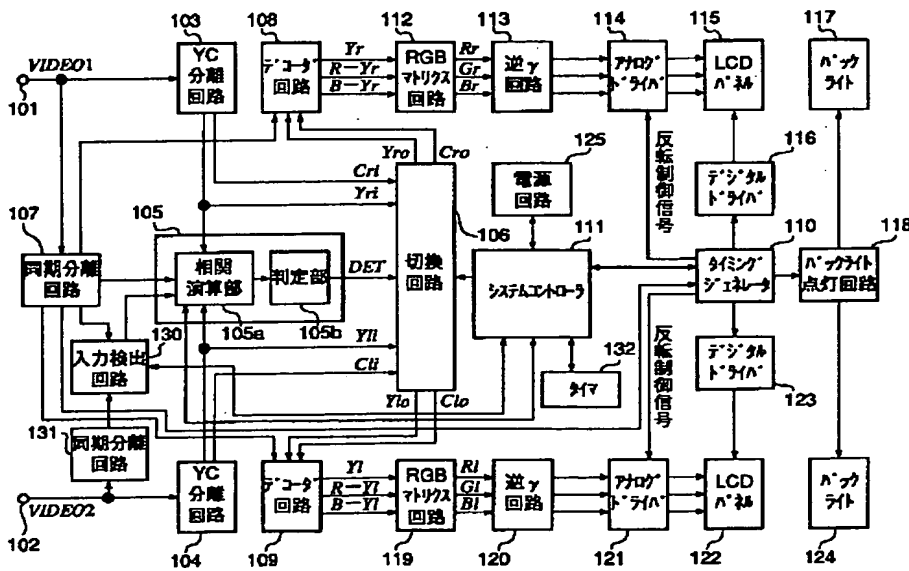 103
108
112
113
114
115
117
VIDEO1
101
YC
分離
回路
デコーダ
回路
Yr
R−Yr
B−Yr
RGB
マトリクス
回路
Rr
Gr
Br
逆γ
回路
アナログ
ドライバ
LCD
パネル
バック
ライト
Yro
Cro
125
電源
回路
反転制御信号
116
デジタル
ドライバ
Cri
Yri
107
同期分離
回路
105
相関
演算部
105a
判定部
105b
DET
106
切換
回路
111
システムコントローラ
110
タイミング
ジェネレータ
118
バックライト
点灯回路
130
入力検出
回路
Yli
Cli
132
タイマ
反転制御信号
デジタル
ドライバ
123
131
同期分離
回路
Ylo
Clo
VIDEO2
102
YC
分離
回路
104
デコーダ
回路
109
Yl
R−Yl
B−Yl
RGB
マトリクス
回路
119
Rl
Gl
Bl
逆γ
回路
120
アナログ
ドライバ
121
LCD
パネル
122
バック
ライト
124